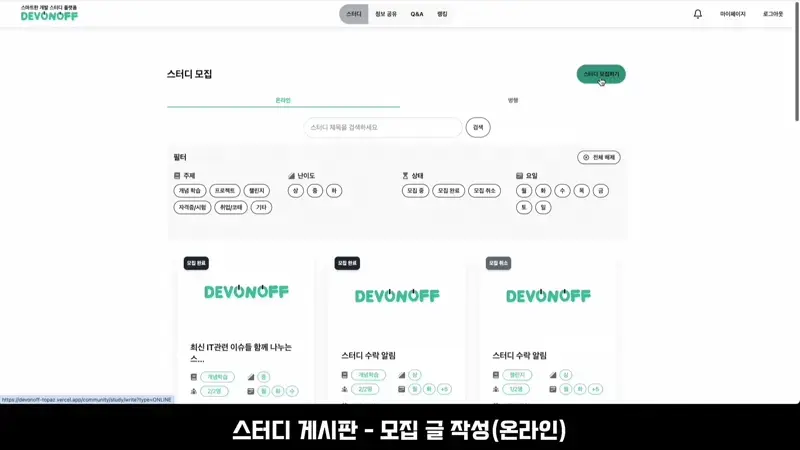 스마트한 개발 스터디 플랫폼
DEVONOFF
스터디 정보 공유 Q&A 랭킹
마이페이지 로그아웃
스터디 모집
스터디 모집하기
온라인 병행
스터디 제목을 검색하세요 검색
필터 전체 해제
주제 난이도 상태 요일
개념 학습 프로젝트 챌린지 상 중 하 모집 중 모집 완료 모집 취소 월 화 수 목 금
자격증/시험 취업/코테 기타 토 일
모집 완료 모집 완료 모집 취소
DEVONOFF DEVONOFF DEVONOFF
최신 IT관련 이슈들 함께 나누는 스...
개념학습 중
2/2명 월 화 수
스터디 수락 알림
개념학습 상
2/2명 월 화 +6
스터디 수락 알림
챌린지 상
1/2명 월 화 +5
https://devonoff-topaz.vercel.app/community/study/write?type=ONLINE
스터디 게시판 - 모집 글 작성(온라인)